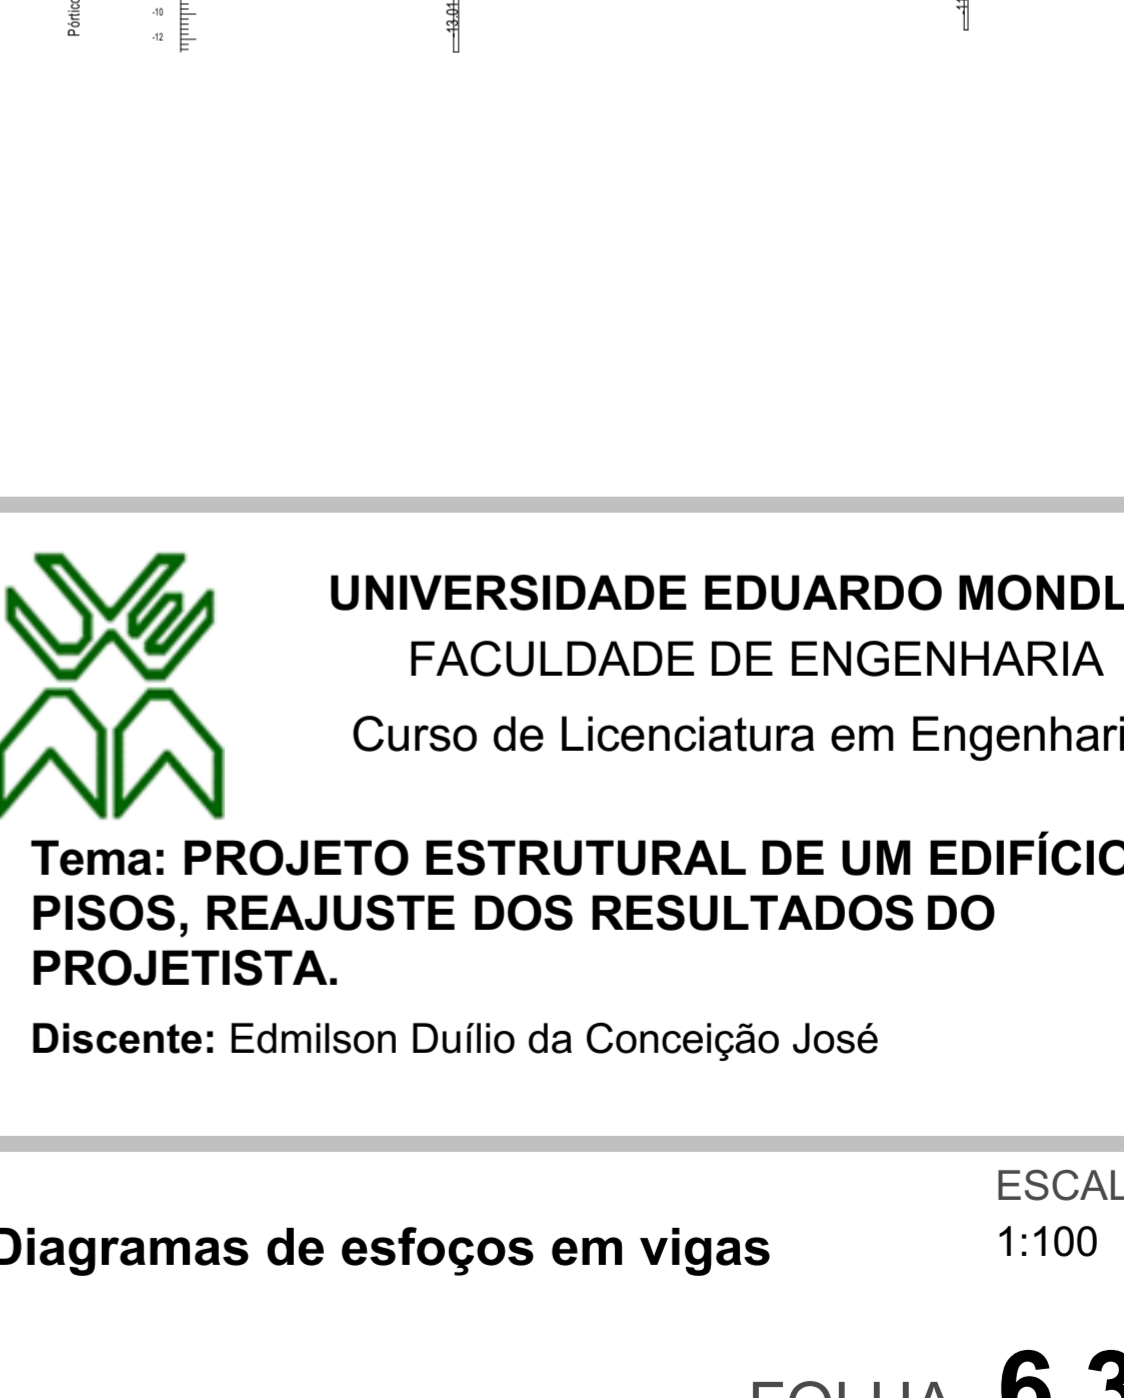 Pórtico
-10
-12
-13.01
-11
UNIVERSIDADE EDUARDO MONDL
FACULDADE DE ENGENHARIA
Curso de Licenciatura em Engenhari
Tema: PROJETO ESTRUTURAL DE UM EDIFÍCIO
PISOS, REAJUSTE DOS RESULTADOS DO
PROJETISTA.
Discente: Edmilson Duílio da Conceição José
ESCAL
Diagramas de esfoços em vigas
1:100
FOLHA 6.3